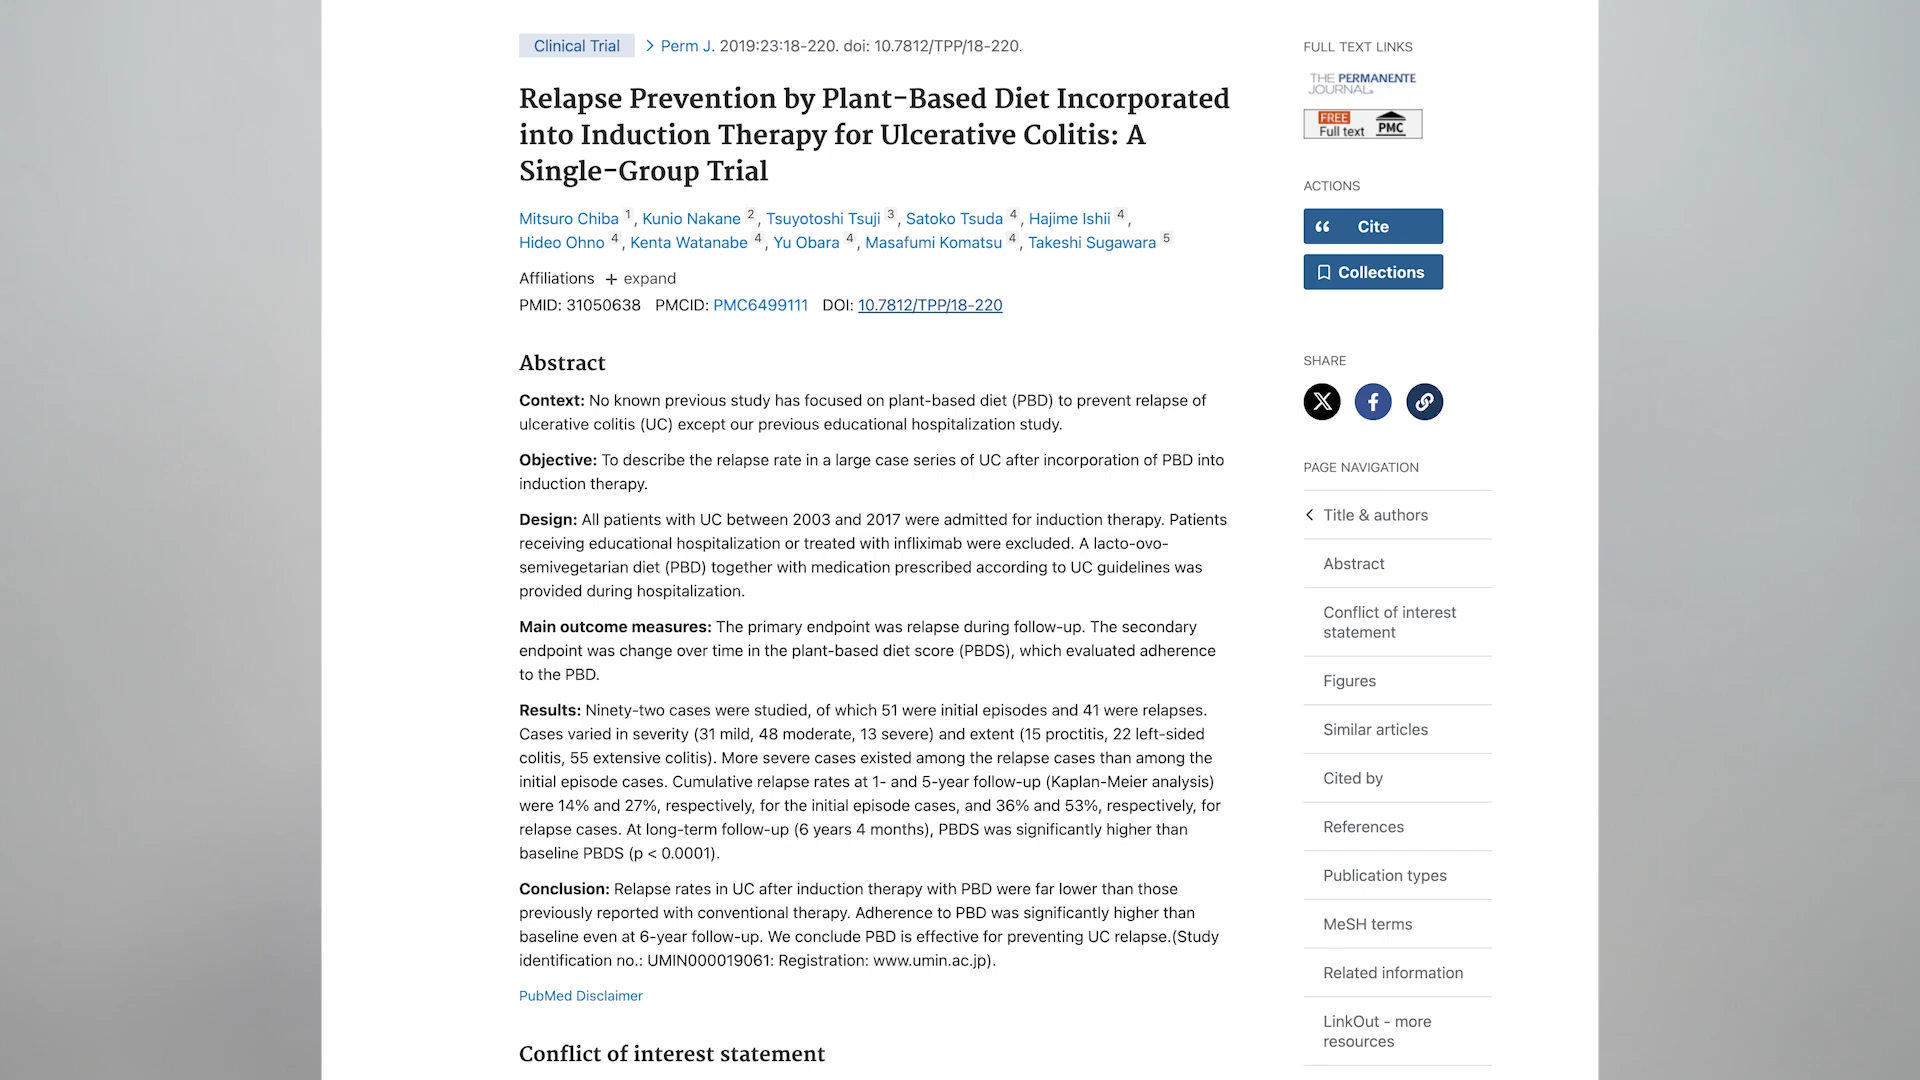 Clinical Trial > Perm J. 2019:23:18-220. doi: 10.7812/TPP/18-220.
Relapse Prevention by Plant-Based Diet Incorporated
into Induction Therapy for Ulcerative Colitis: A
Single-Group Trial
Mitsuro Chiba 1, Kunio Nakane 2, Tsuyotoshi Tsuji 3, Satoko Tsuda 4, Hajime Ishii 4,
Hideo Ohno 4, Kenta Watanabe 4, Yu Obara 4, Masafumi Komatsu 4, Takeshi Sugawara 5
Affiliations + expand
PMID: 31050638 PMCID: PMC6499111 DOI: 10.7812/TPP/18-220
Abstract
Context: No known previous study has focused on plant-based diet (PBD) to prevent relapse of
ulcerative colitis (UC) except our previous educational hospitalization study.
Objective: To describe the relapse rate in a large case series of UC after incorporation of PBD into
induction therapy.
Design: All patients with UC between 2003 and 2017 were admitted for induction therapy. Patients
receiving educational hospitalization or treated with infliximab were excluded. A lacto-ovo-
semivegetarian diet (PBD) together with medication prescribed according to UC guidelines was
provided during hospitalization.
Main outcome measures: The primary endpoint was relapse during follow-up. The secondary
endpoint was change over time in the plant-based diet score (PBDS), which evaluated adherence
to the PBD.
Results: Ninety-two cases were studied, of which 51 were initial episodes and 41 were relapses.
Cases varied in severity (31 mild, 48 moderate, 13 severe) and extent (15 proctitis, 22 left-sided
colitis, 55 extensive colitis). More severe cases existed among the relapse cases than among the
initial episode cases. Cumulative relapse rates at 1- and 5-year follow-up (Kaplan-Meier analysis)
were 14% and 27%, respectively, for the initial episode cases, and 36% and 53%, respectively, for
relapse cases. At long-term follow-up (6 years 4 months), PBDS was significantly higher than
baseline PBDS (p < 0.0001).
Conclusion: Relapse rates in UC after induction therapy with PBD were far lower than those
previously reported with conventional therapy. Adherence to PBD was significantly higher than
baseline even at 6-year follow-up. We conclude PBD is effective for preventing UC relapse.(Study
identification no.: UMIN000019061: Registration: www.umin.ac.jp).
PubMed Disclaimer
Conflict of interest statement
FULL TEXT LINKS
THE PERMANENTE
JOURNAL
FREE
Full text PMC
ACTIONS
Cite
Collections
SHARE
PAGE NAVIGATION
Title & authors
Abstract
Conflict of interest
statement
Figures
Similar articles
Cited by
References
Publication types
MeSH terms
Related information
LinkOut - more
resources